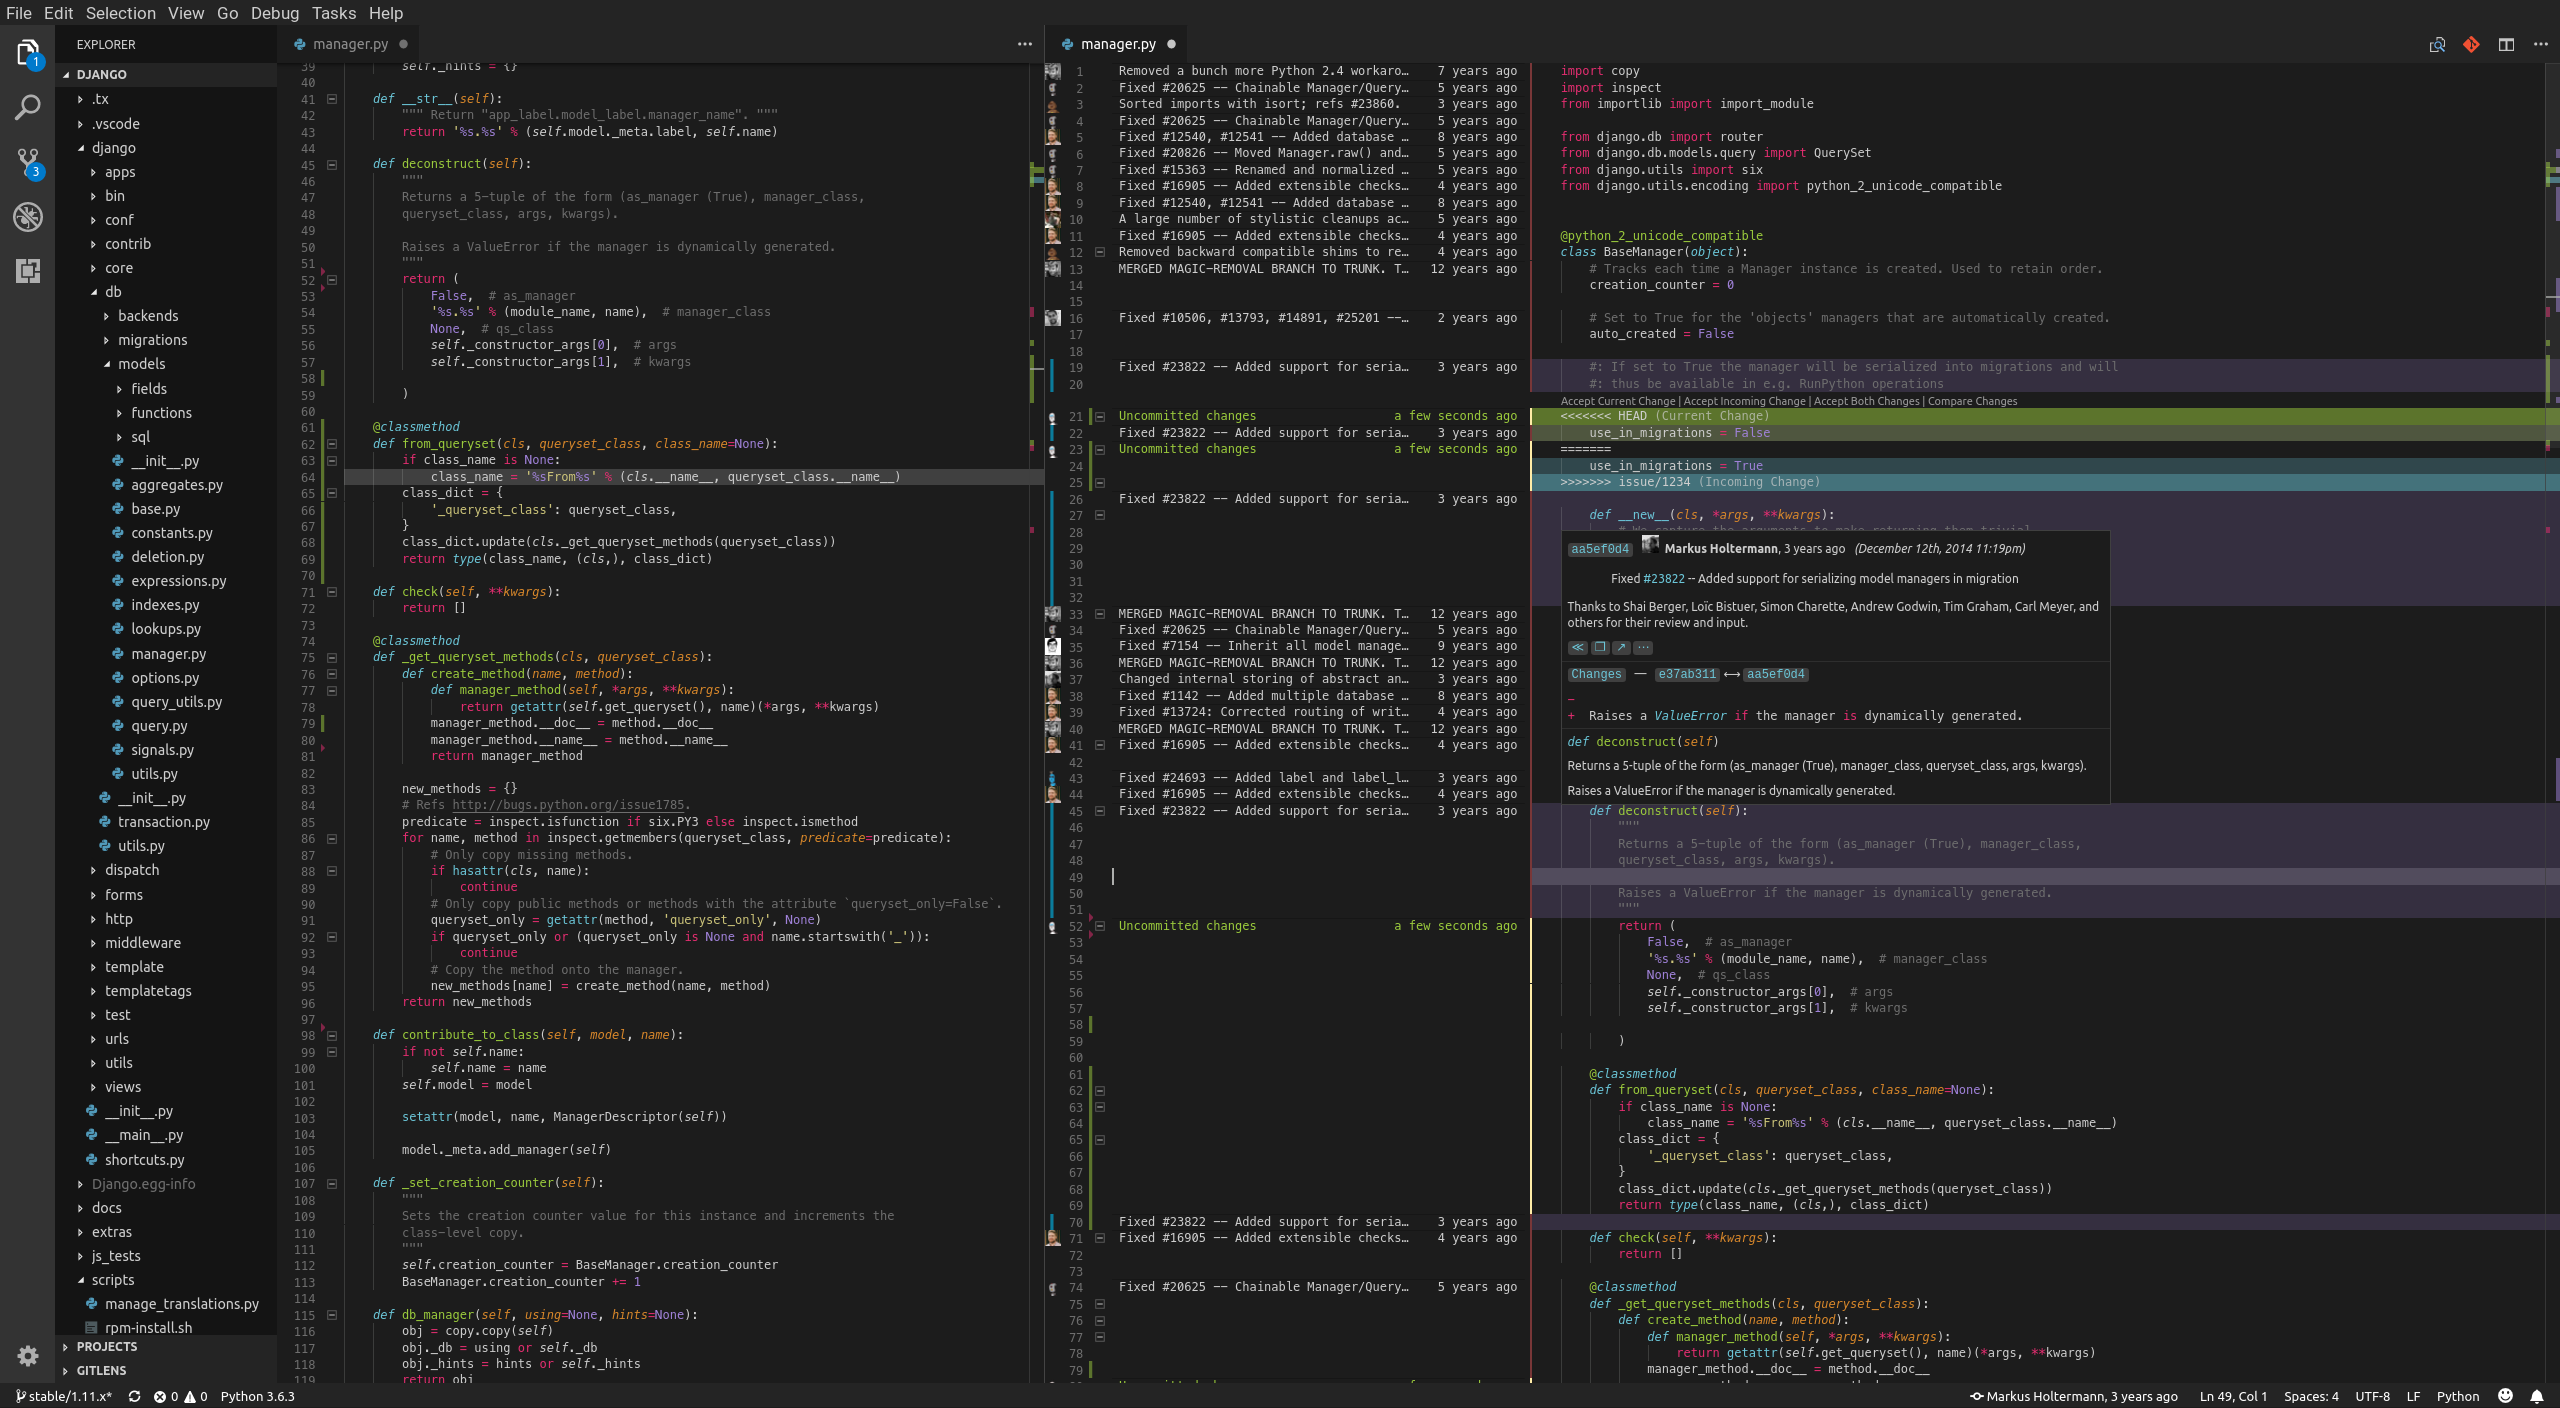 File Edit Selection View Go Debug Tasks Help
EXPLORER
1
3
DJANGO
.tx
.vscode
django
apps
bin
conf
contrib
core
db
backends
migrations
models
fields
functions
sql
__init__.py
aggregates.py
base.py
constants.py
deletion.py
expressions.py
indexes.py
lookups.py
manager.py
options.py
query_utils.py
query.py
signals.py
utils.py
__init__.py
transaction.py
utils.py
dispatch
forms
http
middleware
template
templatetags
test
urls
utils
views
__init__.py
__main__.py
shortcuts.py
Django.egg-info
docs
extras
js_tests
scripts
manage_translations.py
rpm-install.sh
PROJECTS
GITLENS
manager.py
39 self._hints = {}
40
41 def __str__(self):
42 """ Return "app_label.model_label.manager_name". """
43 return '%s.%s' % (self.model._meta.label, self.name)
44
45 def deconstruct(self):
46 """
47 Returns a 5-tuple of the form (as_manager (True), manager_class,
48 queryset_class, args, kwargs).
49
50 Raises a ValueError if the manager is dynamically generated.
51 """
52 return (
53 False, # as_manager
54 '%s.%s' % (module_name, name), # manager_class
55 None, # qs_class
56 self._constructor_args[0], # args
57 self._constructor_args[1], # kwargs
58
59 )
60
61 @classmethod
62 def from_queryset(cls, queryset_class, class_name=None):
63 if class_name is None:
64 class_name = '%sFrom%s' % (cls.__name__, queryset_class.__name__)
65 class_dict = {
66 '_queryset_class': queryset_class,
67 }
68 class_dict.update(cls._get_queryset_methods(queryset_class))
69 return type(class_name, (cls,), class_dict)
70
71 def check(self, **kwargs):
72 return []
73
74 @classmethod
75 def _get_queryset_methods(cls, queryset_class):
76 def create_method(name, method):
77 def manager_method(self, *args, **kwargs):
78 return getattr(self.get_queryset(), name)(*args, **kwargs)
79 manager_method.__doc__ = method.__doc__
80 manager_method.__name__ = method.__name__
81 return manager_method
82
83 new_methods = {}
84 # Refs http://bugs.python.org/issue1785.
85 predicate = inspect.isfunction if six.PY3 else inspect.ismethod
86 for name, method in inspect.getmembers(queryset_class, predicate=predicate):
87 # Only copy missing methods.
88 if hasattr(cls, name):
89 continue
90 # Only copy public methods or methods with the attribute `queryset_only=False`.
91 queryset_only = getattr(method, 'queryset_only', None)
92 if queryset_only or (queryset_only is None and name.startswith('_')):
93 continue
94 # Copy the method onto the manager.
95 new_methods[name] = create_method(name, method)
96 return new_methods
97
98 def contribute_to_class(self, model, name):
99 if not self.name:
100 self.name = name
101 self.model = model
102
103 setattr(model, name, ManagerDescriptor(self))
104
105 model._meta.add_manager(self)
106
107 def _set_creation_counter(self):
108 """
109 Sets the creation counter value for this instance and increments the
110 class-level copy.
111 """
112 self.creation_counter = BaseManager.creation_counter
113 BaseManager.creation_counter += 1
114
115 def db_manager(self, using=None, hints=None):
116 obj = copy.copy(self)
117 obj._db = using or self._db
118 obj._hints = hints or self._hints
119 return obj
manager.py
1 Removed a bunch more Python 2.4 workaro… 7 years ago import copy
2 Fixed #20625 -- Chainable Manager/Query… 5 years ago import inspect
3 Sorted imports with isort; refs #23860. 3 years ago from importlib import import_module
4 Fixed #20625 -- Chainable Manager/Query… 5 years ago
5 Fixed #12540, #12541 -- Added database … 8 years ago from django.db import router
6 Fixed #20826 -- Moved Manager.raw() and… 5 years ago from django.db.models.query import QuerySet
7 Fixed #15363 -- Renamed and normalized … 5 years ago from django.utils import six
8 Fixed #16905 -- Added extensible checks… 4 years ago from django.utils.encoding import python_2_unicode_compatible
9 Fixed #12540, #12541 -- Added database … 8 years ago
10 A large number of stylistic cleanups ac… 5 years ago
11 Fixed #16905 -- Added extensible checks… 4 years ago @python_2_unicode_compatible
12 Removed backward compatible shims to re… 4 years ago class BaseManager(object):
13 MERGED MAGIC-REMOVAL BRANCH TO TRUNK. T… 12 years ago # Tracks each time a Manager instance is created. Used to retain order.
14 creation_counter = 0
15
16 Fixed #10506, #13793, #14891, #25201 --… 2 years ago # Set to True for the 'objects' managers that are automatically created.
17 auto_created = False
18
19 Fixed #23822 -- Added support for seria… 3 years ago #: If set to True the manager will be serialized into migrations and will
20 #: thus be available in e.g. RunPython operations
Accept Current Change | Accept Incoming Change | Accept Both Changes | Compare Changes
21 Uncommitted changes a few seconds ago <<<<<<< HEAD (Current Change)
22 Fixed #23822 -- Added support for seria… 3 years ago use_in_migrations = False
23 Uncommitted changes a few seconds ago =======
24 use_in_migrations = True
25 >>>>>>> issue/1234 (Incoming Change)
26 Fixed #23822 -- Added support for seria… 3 years ago
27 def __new__(cls, *args, **kwargs):
28 # We capture the arguments to make returning them trivial
29
30
31
32
33 MERGED MAGIC-REMOVAL BRANCH TO TRUNK. T… 12 years ago
34 Fixed #20625 -- Chainable Manager/Query… 5 years ago
35 Fixed #7154 -- Inherit all model manage… 9 years ago
36 MERGED MAGIC-REMOVAL BRANCH TO TRUNK. T… 12 years ago
37 Changed internal storing of abstract an… 3 years ago
38 Fixed #1142 -- Added multiple database … 8 years ago
39 Fixed #13724: Corrected routing of writ… 4 years ago
40 MERGED MAGIC-REMOVAL BRANCH TO TRUNK. T… 12 years ago
41 Fixed #16905 -- Added extensible checks… 4 years ago
42
43 Fixed #24693 -- Added label and label_l… 3 years ago
44 Fixed #16905 -- Added extensible checks… 4 years ago
aa5ef0d4 Markus Holtermann, 3 years ago (December 12th, 2014 11:19pm)
Fixed #23822 -- Added support for serializing model managers in migration
Thanks to Shai Berger, Loïc Bistuer, Simon Charette, Andrew Godwin, Tim Graham, Carl Meyer, and
others for their review and input.
Changes — e37ab311 ⟷ aa5ef0d4
-
+ Raises a ValueError if the manager is dynamically generated.
def deconstruct(self)
Returns a 5-tuple of the form (as_manager (True), manager_class, queryset_class, args, kwargs).
Raises a ValueError if the manager is dynamically generated.
45 Fixed #23822 -- Added support for seria… 3 years ago def deconstruct(self):
46 """
47 Returns a 5-tuple of the form (as_manager (True), manager_class,
48 queryset_class, args, kwargs).
49
50 Raises a ValueError if the manager is dynamically generated.
51 """
52 Uncommitted changes a few seconds ago return (
53 False, # as_manager
54 '%s.%s' % (module_name, name), # manager_class
55 None, # qs_class
56 self._constructor_args[0], # args
57 self._constructor_args[1], # kwargs
58
59 )
60
61 @classmethod
62 def from_queryset(cls, queryset_class, class_name=None):
63 if class_name is None:
64 class_name = '%sFrom%s' % (cls.__name__, queryset_class.__name__)
65 class_dict = {
66 '_queryset_class': queryset_class,
67 }
68 class_dict.update(cls._get_queryset_methods(queryset_class))
69 return type(class_name, (cls,), class_dict)
70 Fixed #23822 -- Added support for seria… 3 years ago
71 Fixed #16905 -- Added extensible checks… 4 years ago def check(self, **kwargs):
72 return []
73
74 Fixed #20625 -- Chainable Manager/Query… 5 years ago @classmethod
75 def _get_queryset_methods(cls, queryset_class):
76 def create_method(name, method):
77 def manager_method(self, *args, **kwargs):
78 return getattr(self.get_queryset(), name)(*args, **kwargs)
79 manager_method.__doc__ = method.__doc__
stable/1.11.x* 0 0 Python 3.6.3 Markus Holtermann, 3 years ago Ln 49, Col 1 Spaces: 4 UTF-8 LF Python